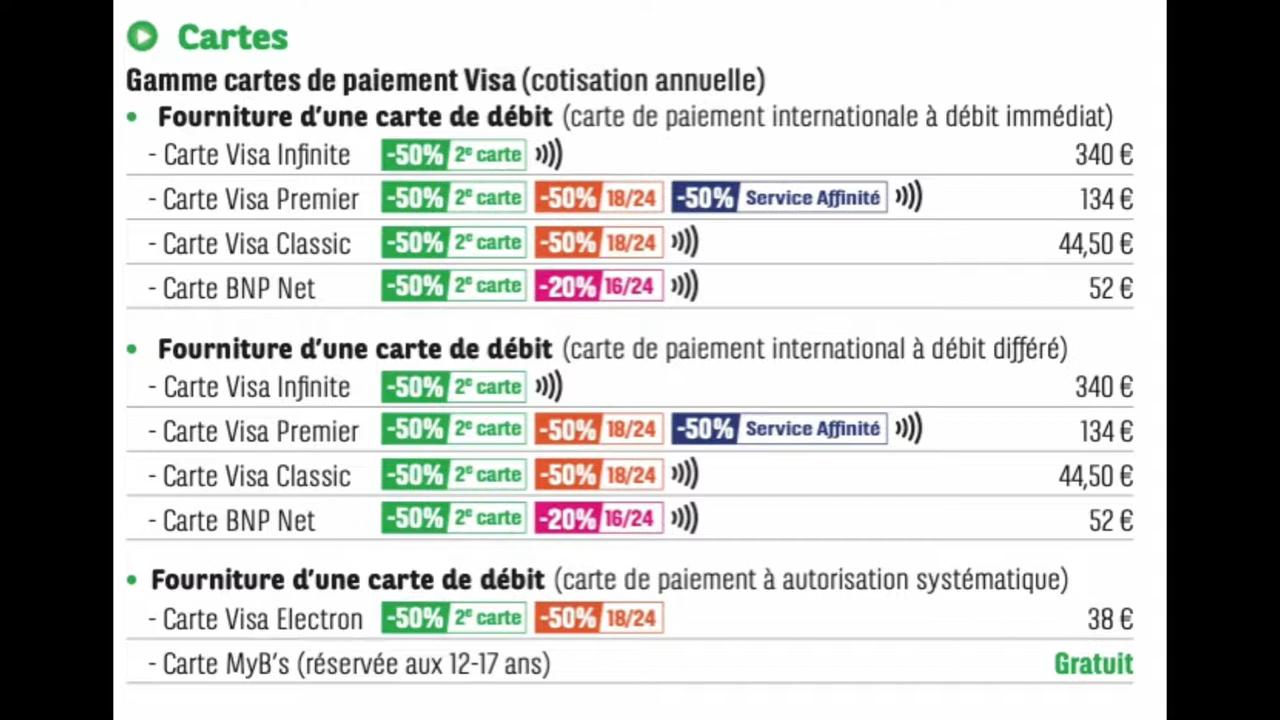 Cartes
Gamme cartes de paiement Visa (cotisation annuelle)
• Fourniture d'une carte de débit (carte de paiement internationale à débit immédiat)
- Carte Visa Infinite -50% 2e carte 340 €
- Carte Visa Premier -50% 2e carte -50% 18/24 -50% Service Affinité 134 €
- Carte Visa Classic -50% 2e carte -50% 18/24 44,50 €
- Carte BNP Net -50% 2e carte -20% 16/24 52 €
• Fourniture d'une carte de débit (carte de paiement international à débit différé)
- Carte Visa Infinite -50% 2e carte 340 €
- Carte Visa Premier -50% 2e carte -50% 18/24 -50% Service Affinité 134 €
- Carte Visa Classic -50% 2e carte -50% 18/24 44,50 €
- Carte BNP Net -50% 2e carte -20% 16/24 52 €
• Fourniture d'une carte de débit (carte de paiement à autorisation systématique)
- Carte Visa Electron -50% 2e carte -50% 18/24 38 €
- Carte MyB's (réservée aux 12-17 ans) Gratuit